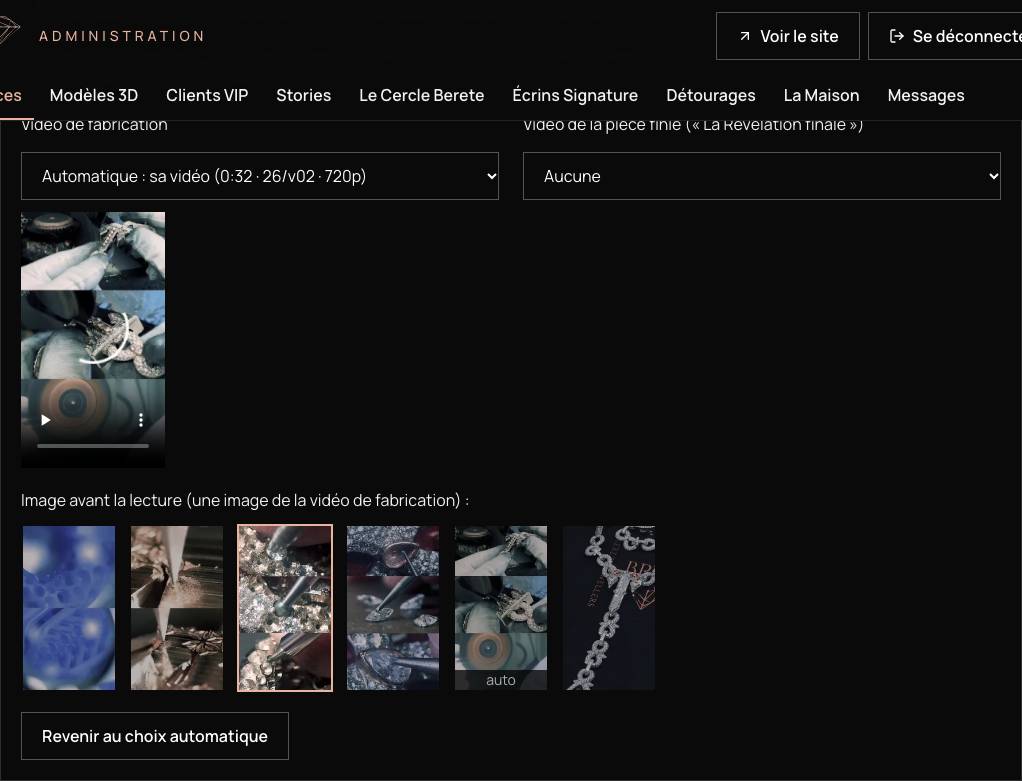 ADMINISTRATION
Voir le site
Se déconnecte
ces
Modèles 3D
Clients VIP
Stories
Le Cercle Berete
Écrins Signature
Détourages
La Maison
Messages
Vidéo de fabrication
Vidéo de la pièce finie (« La Révélation finale »)
Automatique : sa vidéo (0:32 · 26/v02 · 720p)
Aucune
Image avant la lecture (une image de la vidéo de fabrication) :
auto
Revenir au choix automatique